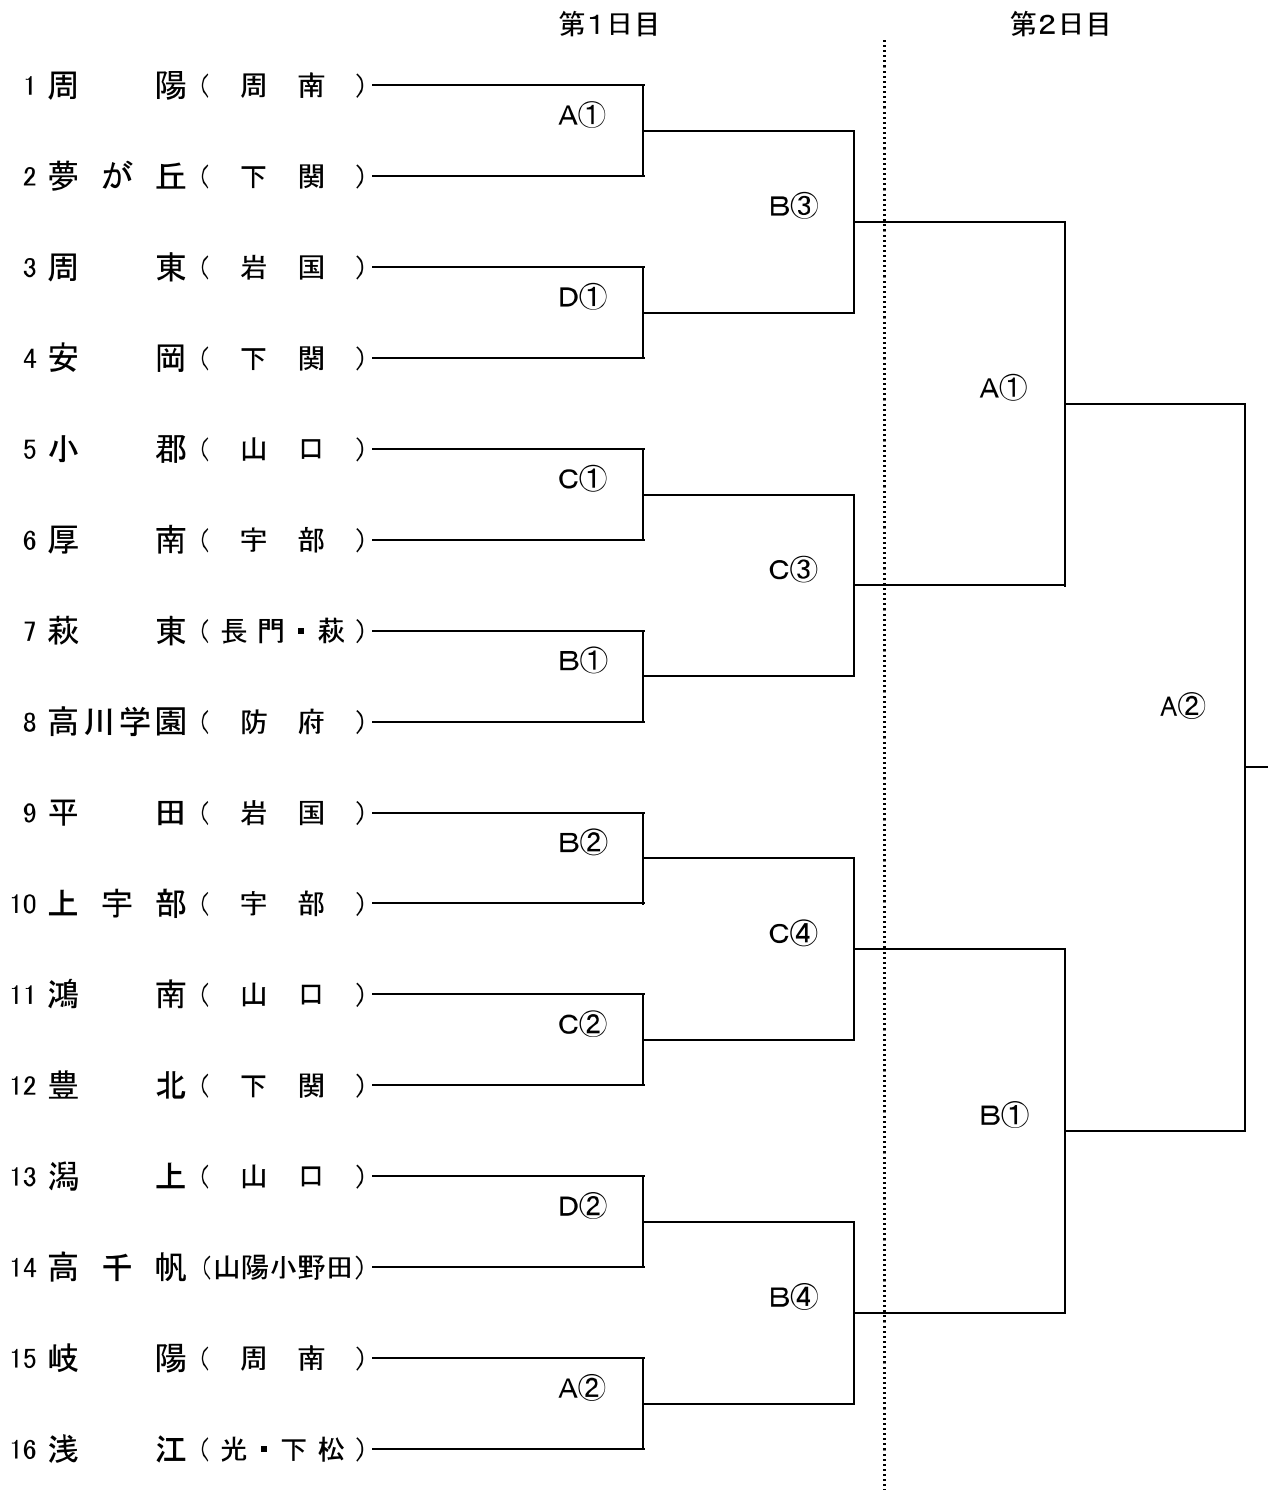 第1日目 第2日目
1 周陽(周南)
A①
2 夢が丘(下関)
B③
3 周東(岩国)
D①
4 安岡(下関)
A①
5 小郡(山口)
C①
6 厚南(宇部)
C③
7 萩東(長門・萩)
B①
A②
8 高川学園(防府)
9 平田(岩国)
B②
10 上宇部(宇部)
C④
11 鴻南(山口)
C②
12 豊北(下関)
B①
13 潟上(山口)
D②
14 高千帆(山陽小野田)
B④
15 岐陽(周南)
A②
16 浅江(光・下松)